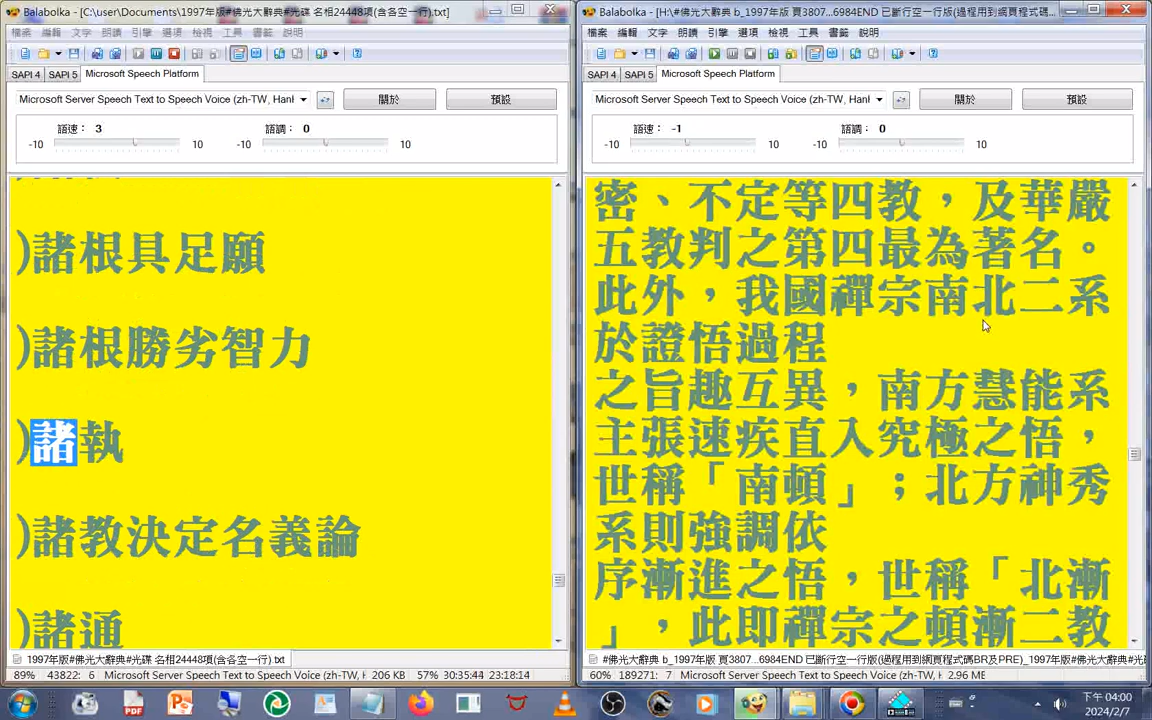 Balabolka - [C:\user\Documents\1997年版#佛光大辭典#光碟 名相24448項(含各空一行).txt]
檔案 編輯 文字 朗讀 引擎 選項 檢視 工具 書籤 說明
SAPI 4 SAPI 5 Microsoft Speech Platform
Microsoft Server Speech Text to Speech Voice (zh-TW, Hanl
關於
預設
語速： 3
語調： 0
-10 10 -10 10
)諸根具足願
)諸根勝劣智力
)諸執
)諸教決定名義論
)諸通
1997年版#佛光大辭典#光碟 名相24448項(含各空一行).txt
89% 43822: 6 Microsoft Server Speech Text to Speech Voice (zh-TW, 206 KB 57% 30:35:44 23:18:14
Balabolka - [H:\#佛光大辭典 b_1997年版 頁3807...6984END 已斷行空一行版(過程用到網頁程式碼...
檔案 編輯 文字 朗讀 引擎 選項 檢視 工具 書籤 說明
SAPI 4 SAPI 5 Microsoft Speech Platform
Microsoft Server Speech Text to Speech Voice (zh-TW, Hanl
關於
預設
語速： -1
語調： 0
-10 10 -10 10
密、不定等四教，及華嚴
五教判之第四最為著名。
此外，我國禪宗南北二系
於證悟過程
之旨趣互異，南方慧能系
主張速疾直入究極之悟，
世稱「南頓」；北方神秀
系則強調依
序漸進之悟，世稱「北漸
」，此即禪宗之頓漸二教
#佛光大辭典 b_1997年版 頁3807...6984END 已斷行空一行版(過程用到網頁程式碼BR及PRE)_1997年版#佛光大辭典#光
60% 189271: 7 Microsoft Server Speech Text to Speech Voice (zh-TW, Hanl 2.96 ME
下午 04:00
2024/2/7